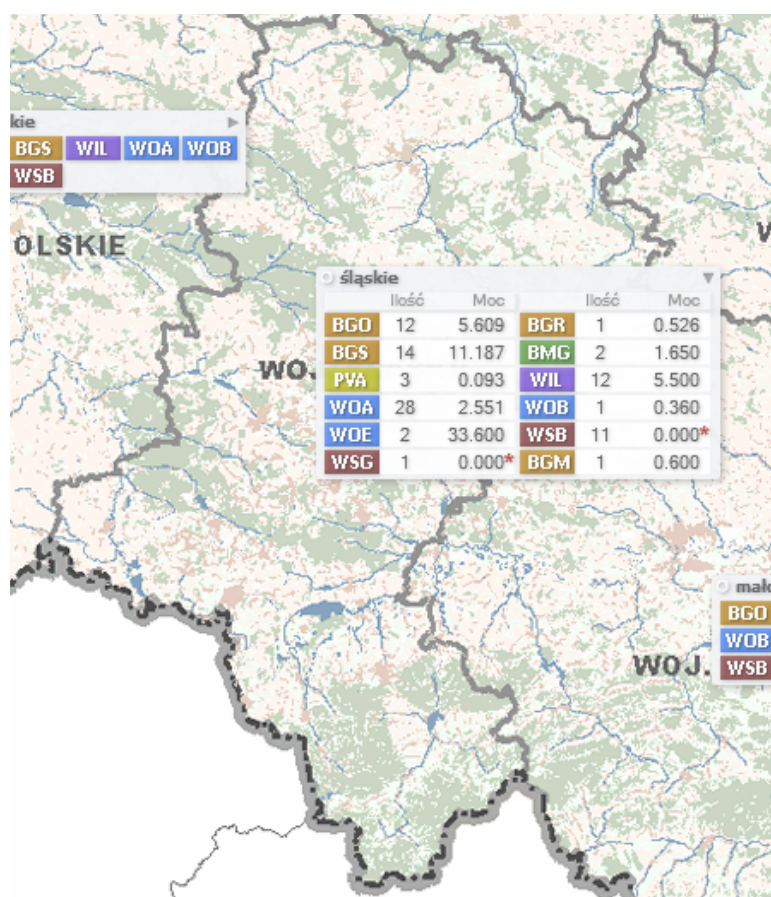 kie
BGS WIL WOA WOB
WSB
OLSKIE
śląskie
Ilość Moc Ilość Moc
BGO 12 5.609 BGR 1 0.526
BGS 14 11.187 BMG 2 1.650
PVA 3 0.093 WIL 12 5.500
WOA 28 2.551 WOB 1 0.360
WOE 2 33.600 WSB 11 0.000*
WSG 1 0.000* BGM 1 0.600
WOJ.
mało
BGO
WOB
WSB
WOJ.